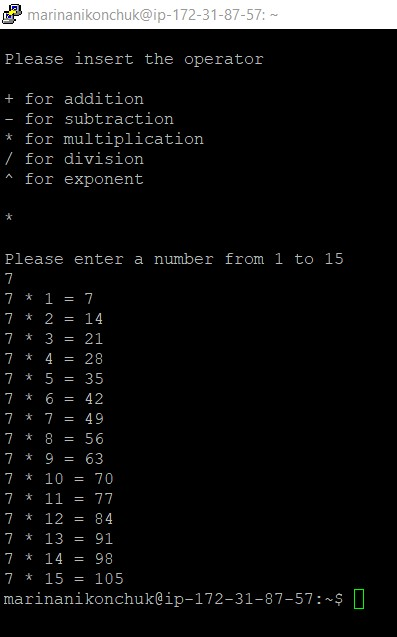 marinanikonchuk@ip-172-31-87-57: ~
Please insert the operator
+ for addition
- for subtraction
* for multiplication
/ for division
^ for exponent
*
Please enter a number from 1 to 15
7
7 * 1 = 7
7 * 2 = 14
7 * 3 = 21
7 * 4 = 28
7 * 5 = 35
7 * 6 = 42
7 * 7 = 49
7 * 8 = 56
7 * 9 = 63
7 * 10 = 70
7 * 11 = 77
7 * 12 = 84
7 * 13 = 91
7 * 14 = 98
7 * 15 = 105
marinanikonchuk@ip-172-31-87-57:~$